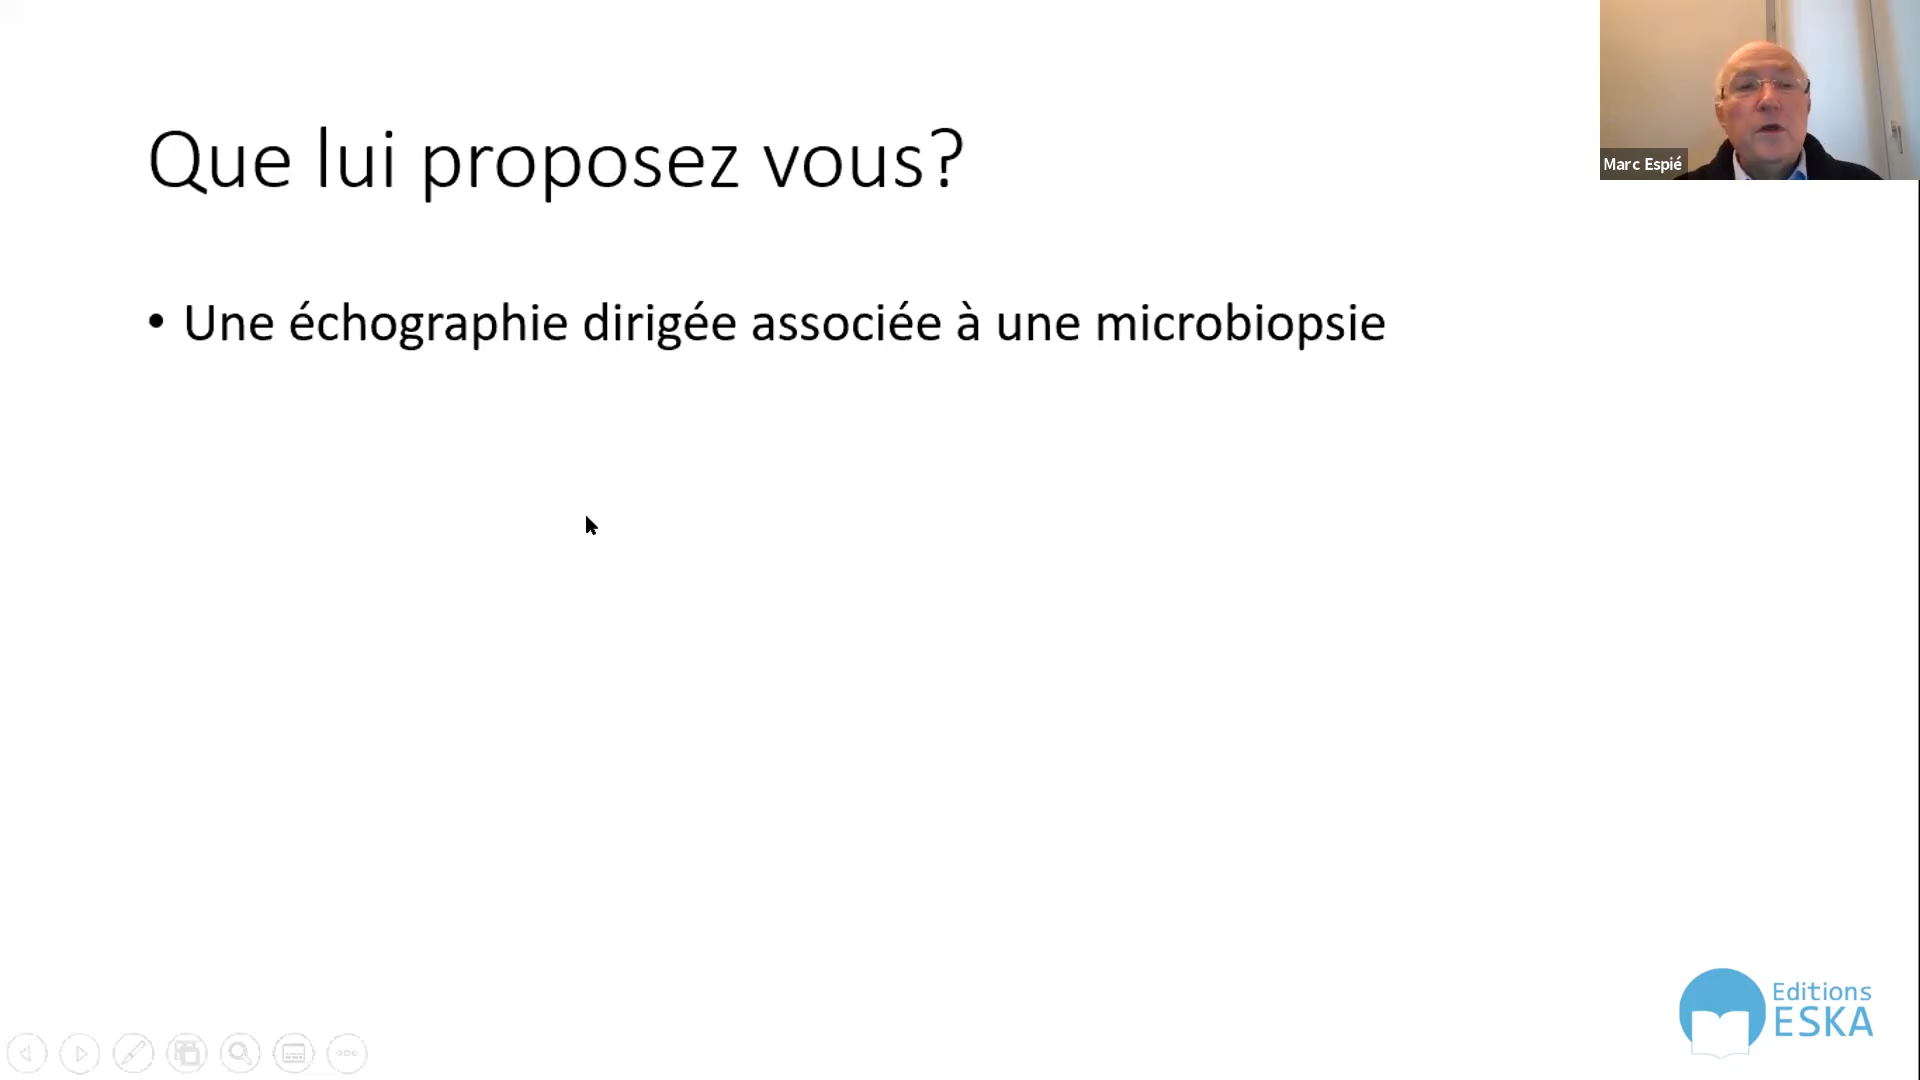 Que lui proposez vous?
• Une échographie dirigée associée à une microbiopsie
Marc Espié
Editions
ESKA